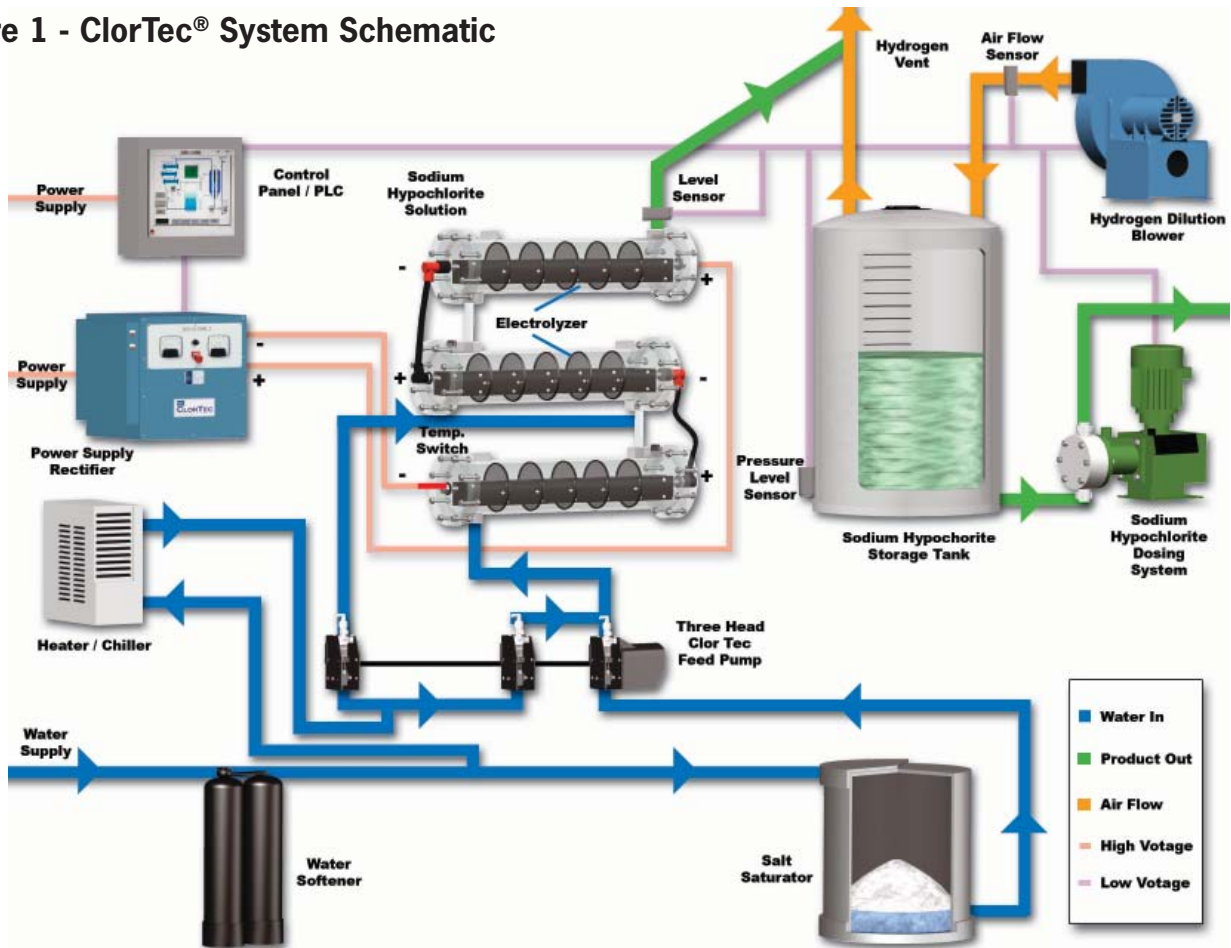 re 1 - ClorTec® System Schematic
Hydrogen
Vent
Air Flow
Sensor
Power
Supply
Control
Panel / PLC
Sodium
Hypochlorite
Solution
Level
Sensor
Hydrogen Dilution
Blower
-
+
Electrolyzer
Power
Supply
-
+
CLORTEC
Power Supply
Rectifier
+
-
Temp.
Switch
-
+
Pressure
Level
Sensor
Sodium Hypochorite
Storage Tank
Sodium
Hypochlorite
Dosing
System
Heater / Chiller
Three Head
Clor Tec
Feed Pump
Water
Supply
Water
Softener
Salt
Saturator
Water In
Product Out
Air Flow
High Votage
Low Votage